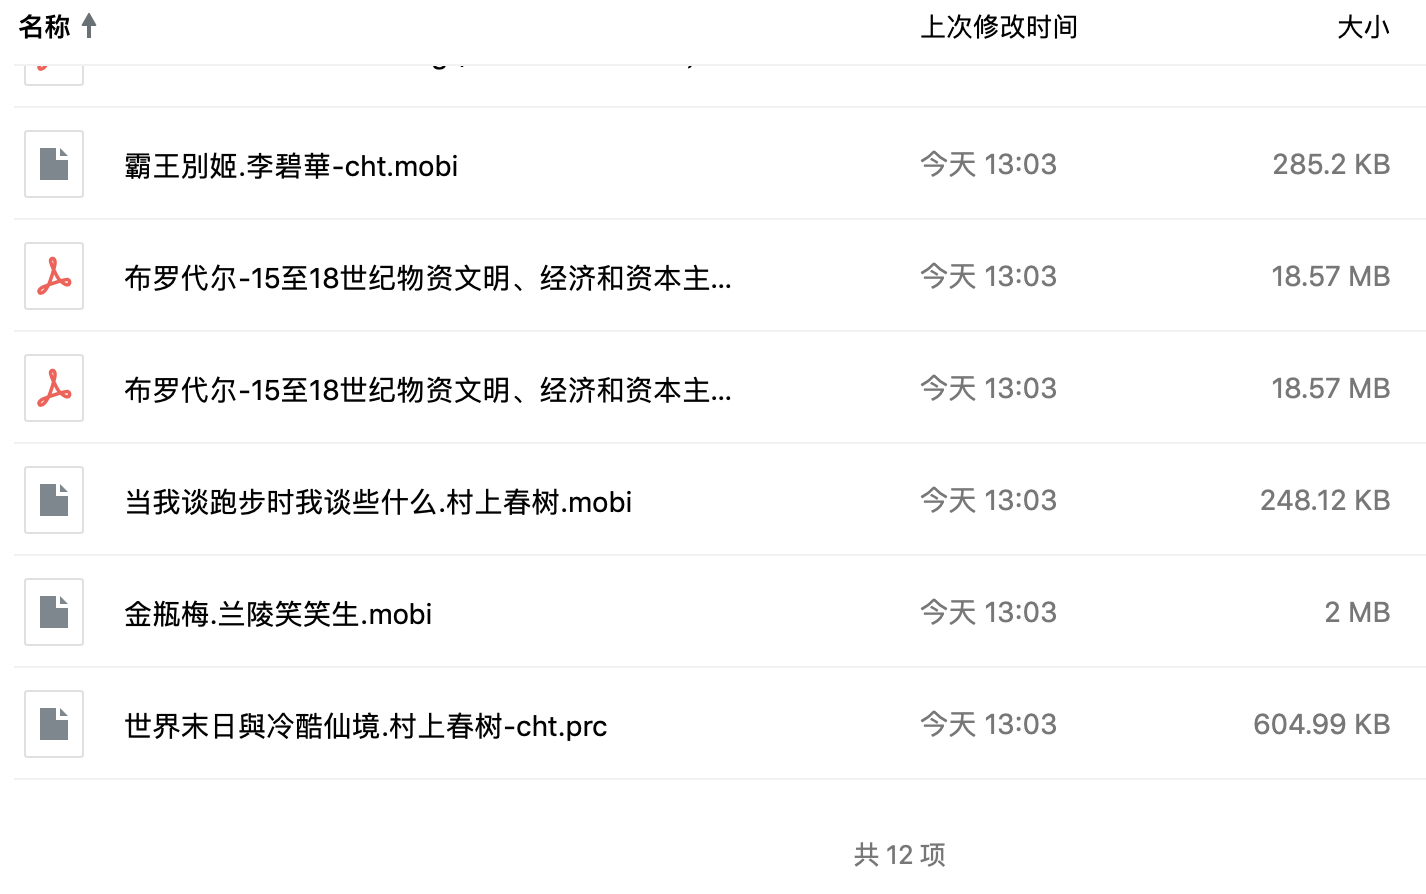 名称 上次修改时间 大小
霸王別姬.李碧華-cht.mobi 今天 13:03 285.2 KB
布罗代尔-15至18世纪物资文明、经济和资本主... 今天 13:03 18.57 MB
布罗代尔-15至18世纪物资文明、经济和资本主... 今天 13:03 18.57 MB
当我谈跑步时我谈些什么.村上春树.mobi 今天 13:03 248.12 KB
金瓶梅.兰陵笑笑生.mobi 今天 13:03 2 MB
世界末日與冷酷仙境.村上春树-cht.prc 今天 13:03 604.99 KB
共 12 项